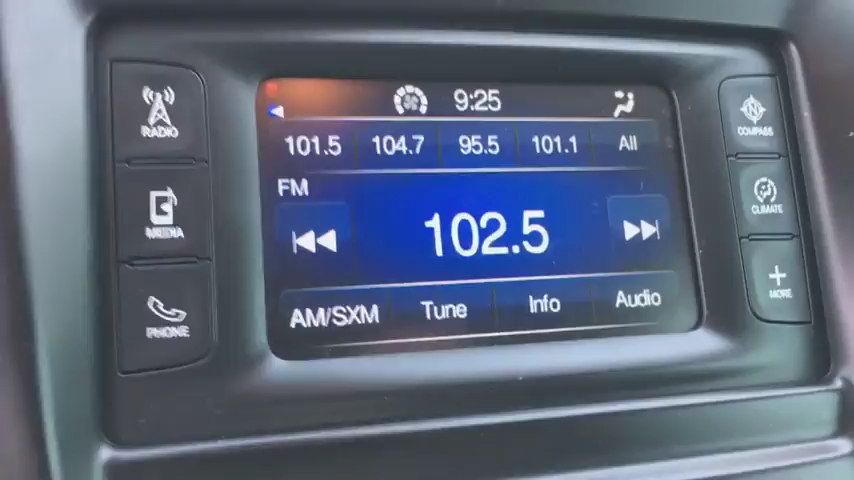 9:25
101.5 104.7 95.5 101.1 All
FM
102.5
AM/SXM Tune Info Audio
RADIO
MEDIA
PHONE
N
COMPASS
CLIMATE
MORE